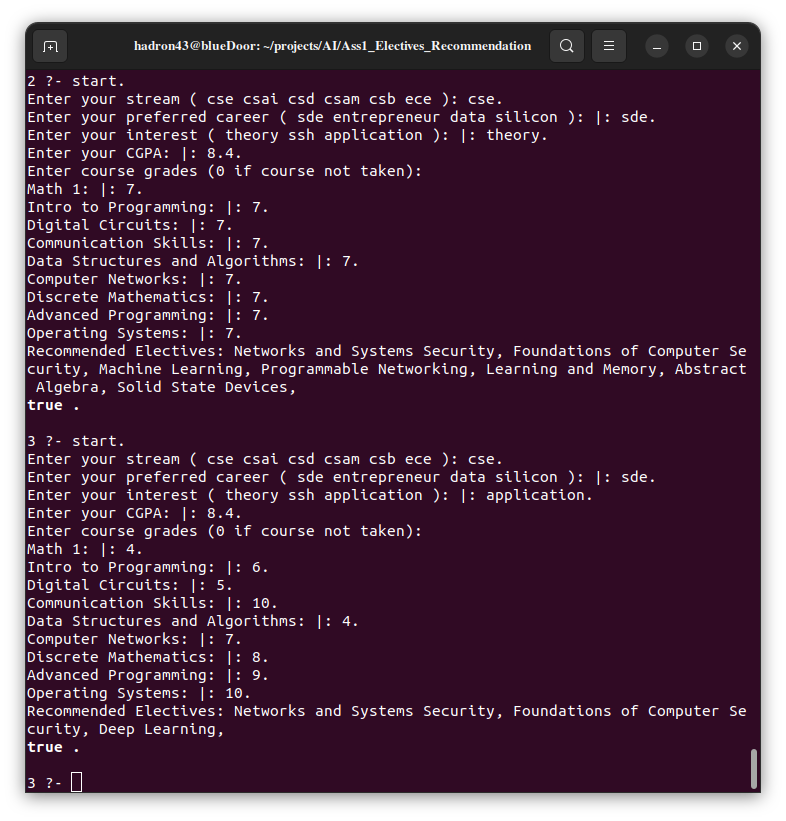 hadron43@blueDoor: ~/projects/AI/Ass1_Electives_Recommendation
2 ?- start.
Enter your stream ( cse csai csd csam csb ece ): cse.
Enter your preferred career ( sde entrepreneur data silicon ): |: sde.
Enter your interest ( theory ssh application ): |: theory.
Enter your CGPA: |: 8.4.
Enter course grades (0 if course not taken):
Math 1: |: 7.
Intro to Programming: |: 7.
Digital Circuits: |: 7.
Communication Skills: |: 7.
Data Structures and Algorithms: |: 7.
Computer Networks: |: 7.
Discrete Mathematics: |: 7.
Advanced Programming: |: 7.
Operating Systems: |: 7.
Recommended Electives: Networks and Systems Security, Foundations of Computer Se
curity, Machine Learning, Programmable Networking, Learning and Memory, Abstract
 Algebra, Solid State Devices,
true .
3 ?- start.
Enter your stream ( cse csai csd csam csb ece ): cse.
Enter your preferred career ( sde entrepreneur data silicon ): |: sde.
Enter your interest ( theory ssh application ): |: application.
Enter your CGPA: |: 8.4.
Enter course grades (0 if course not taken):
Math 1: |: 4.
Intro to Programming: |: 6.
Digital Circuits: |: 5.
Communication Skills: |: 10.
Data Structures and Algorithms: |: 4.
Computer Networks: |: 7.
Discrete Mathematics: |: 8.
Advanced Programming: |: 9.
Operating Systems: |: 10.
Recommended Electives: Networks and Systems Security, Foundations of Computer Se
curity, Deep Learning,
true .
3 ?-